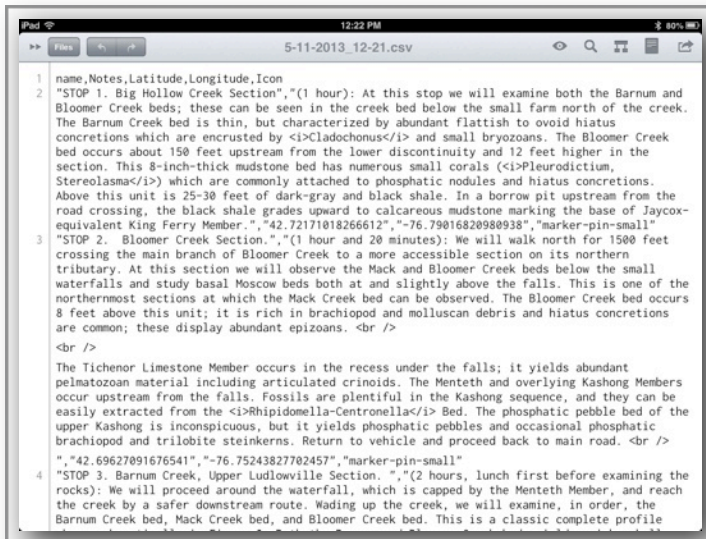 iPad 12:22 PM 80%
Files 5-11-2013_12-21.csv
1 name,Notes,Latitude,Longitude,Icon
2 "STOP 1. Big Hollow Creek Section","(1 hour): At this stop we will examine both the Barnum and
Bloomer Creek beds; these can be seen in the creek bed below the small farm north of the creek.
The Barnum Creek bed is thin, but characterized by abundant flattish to ovoid hiatus
concretions which are encrusted by <i>Cladochonus</i> and small bryozoans. The Bloomer Creek
bed occurs about 150 feet upstream from the lower discontinuity and 12 feet higher in the
section. This 8-inch-thick mudstone bed has numerous small corals (<i>Pleurodictium,
Stereolasma</i>) which are commonly attached to phosphatic nodules and hiatus concretions.
Above this unit is 25-30 feet of dark-gray and black shale. In a borrow pit upstream from the
road crossing, the black shale grades upward to calcareous mudstone marking the base of Jaycox-
equivalent King Ferry Member.","42.72171018266612","-76.79016820980938","marker-pin-small"
3 "STOP 2.  Bloomer Creek Section.","(1 hour and 20 minutes): We will walk north for 1500 feet
crossing the main branch of Bloomer Creek to a more accessible section on its northern
tributary. At this section we will observe the Mack and Bloomer Creek beds below the small
waterfalls and study basal Moscow beds both at and slightly above the falls. This is one of the
northernmost sections at which the Mack Creek bed can be observed. The Bloomer Creek bed occurs
8 feet above this unit; it is rich in brachiopod and molluscan debris and hiatus concretions
are common; these display abundant epizoans. <br />
<br />
The Tichenor Limestone Member occurs in the recess under the falls; it yields abundant
pelmatozoan material including articulated crinoids. The Menteth and overlying Kashong Members
occur upstream from the falls. Fossils are plentiful in the Kashong sequence, and they can be
easily extracted from the <i>Rhipidomella-Centronella</i> Bed. The phosphatic pebble bed of the
upper Kashong is inconspicuous, but it yields phosphatic pebbles and occasional phosphatic
brachiopod and trilobite steinkerns. Return to vehicle and proceed back to main road. <br />
","42.69627091676541","-76.75243827702457","marker-pin-small"
4 "STOP 3. Barnum Creek, Upper Ludlowville Section. ","(2 hours, lunch first before examining the
rocks): We will proceed around the waterfall, which is capped by the Menteth Member, and reach
the creek by a safer downstream route. Wading up the creek, we will examine, in order, the
Barnum Creek bed, Mack Creek bed, and Bloomer Creek bed. This is a classic complete profile